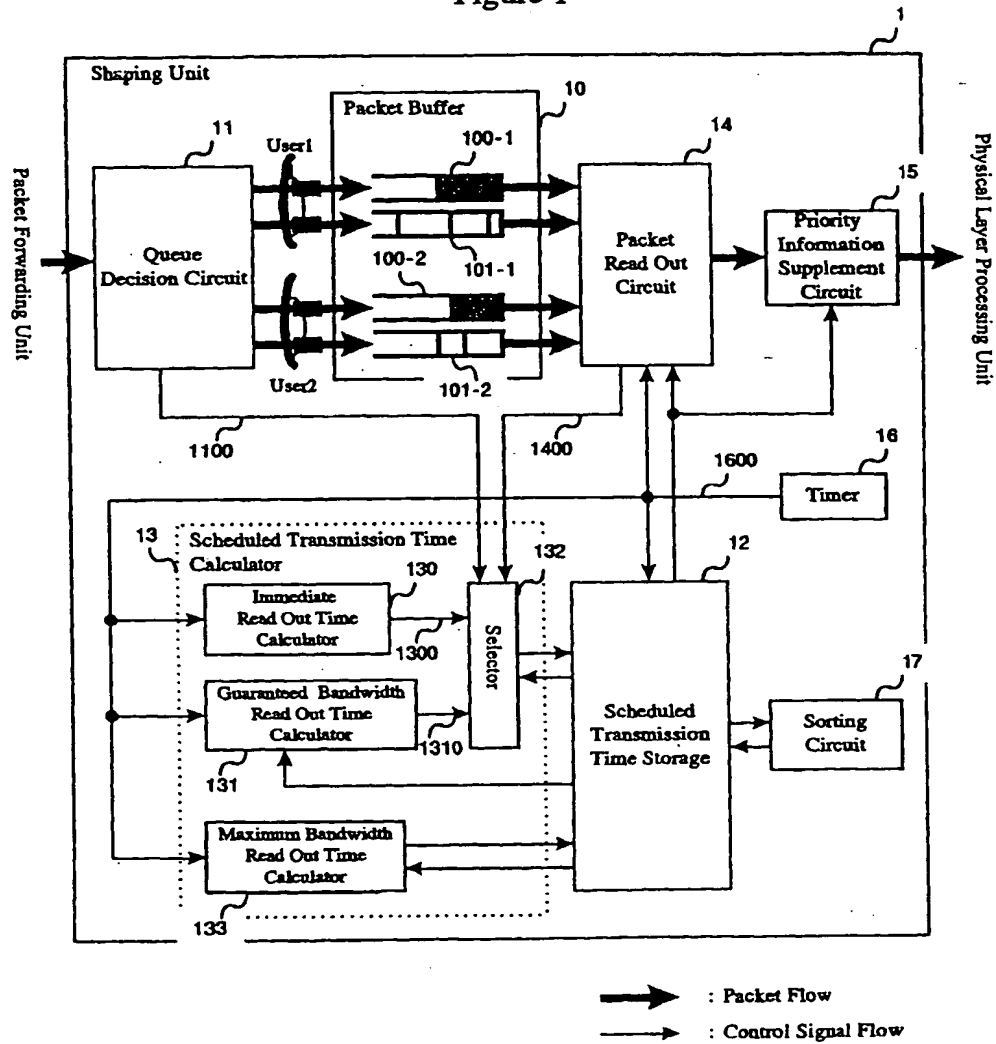 1
Shaping Unit
Packet Buffer
10
11
User1
100-1
14
Packet Forwarding Unit
Queue
Decision Circuit
100-2
101-1
Packet
Read Out
Circuit
15
Priority
Information
Supplement
Circuit
Physical Layer Processing Unit
User2
101-2
1100
1400
16
1600
Timer
13
Scheduled Transmission Time
Calculator
132
12
130
Immediate
Read Out Time
Calculator
1300
Selector
Guaranteed Bandwidth
Read Out Time
Calculator
1310
131
Scheduled
Transmission
Time Storage
17
Sorting
Circuit
Maximum Bandwidth
Read Out Time
Calculator
133
: Packet Flow
: Control Signal Flow